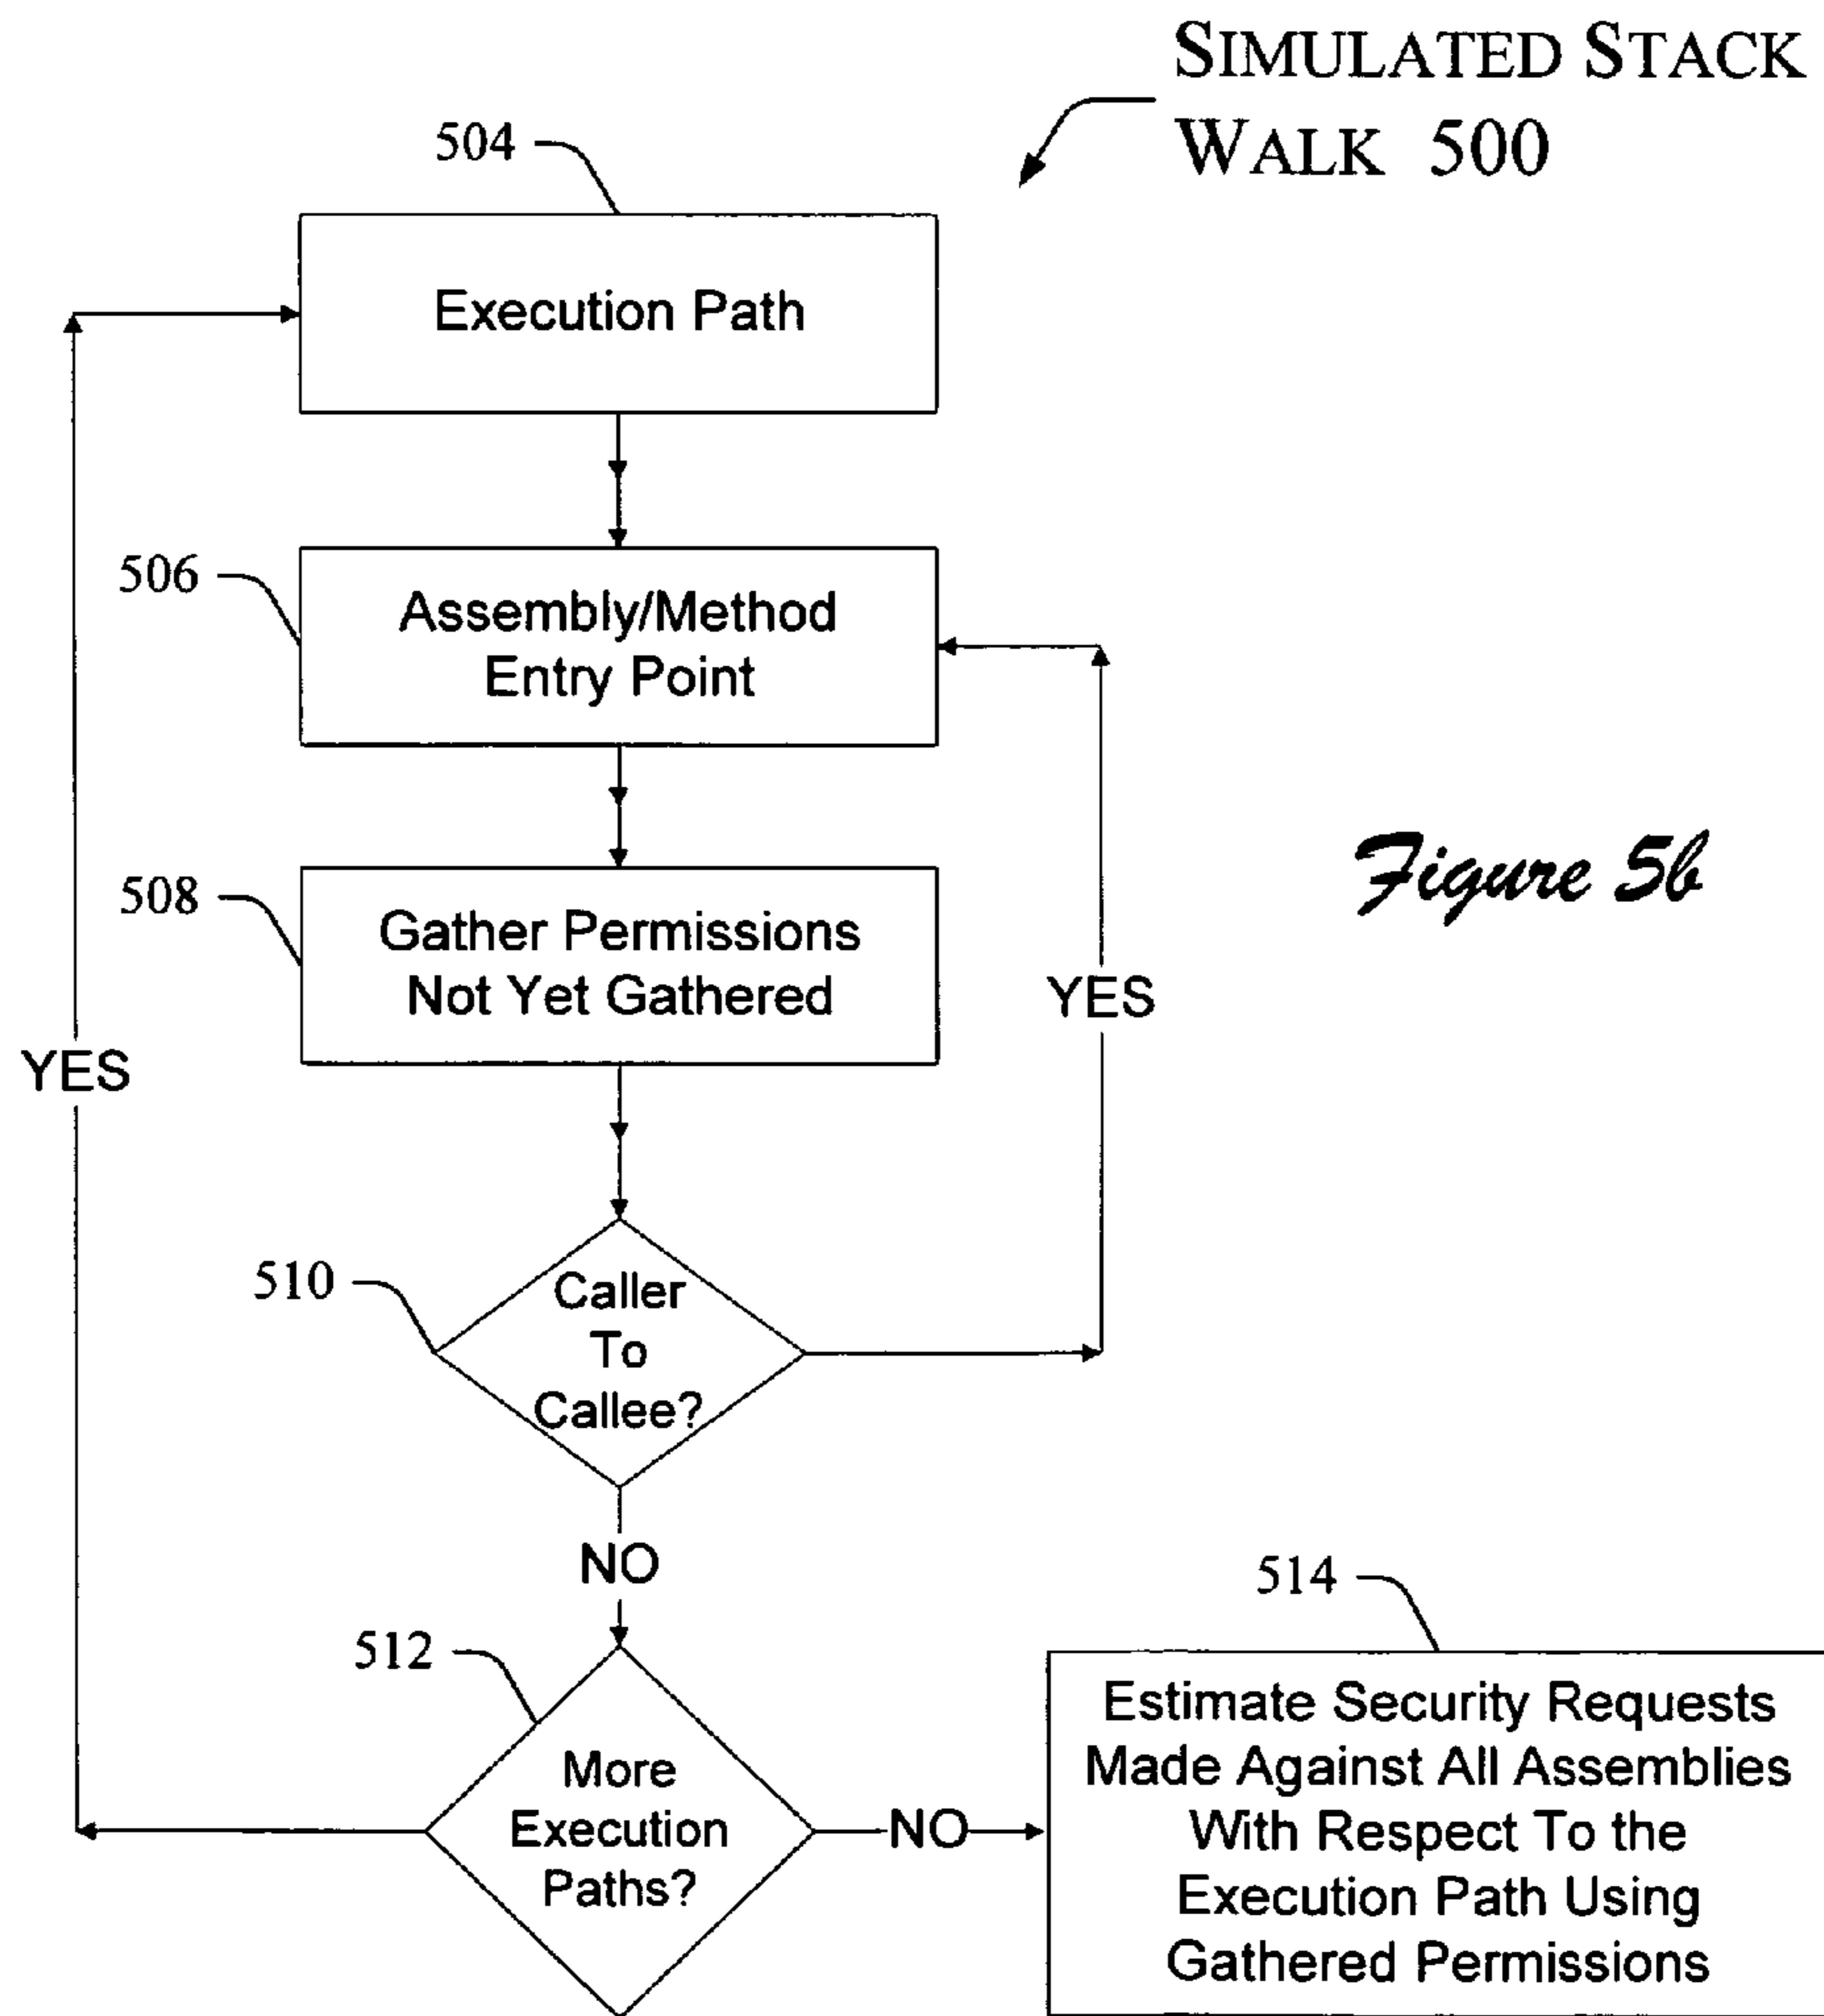 SIMULATED STACK
WALK 500
504
Execution Path
506
Assembly/Method
Entry Point
508
Gather Permissions
Not Yet Gathered
Figure 5b
YES
YES
510
Caller
To
Callee?
NO
512
More
Execution
Paths?
NO
514
Estimate Security Requests
Made Against All Assemblies
With Respect To the
Execution Path Using
Gathered Permissions